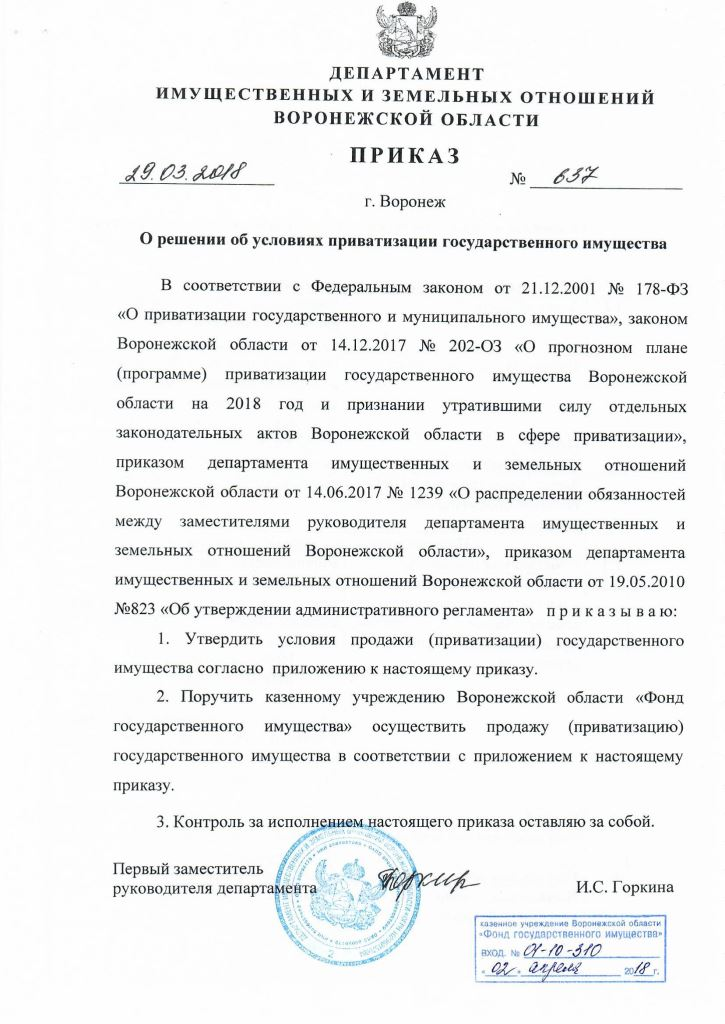 ДЕПАРТАМЕНТ
ИМУЩЕСТВЕННЫХ И ЗЕМЕЛЬНЫХ ОТНОШЕНИЙ
ВОРОНЕЖСКОЙ ОБЛАСТИ
ПРИКАЗ
29.03.2018 № 637
г. Воронеж
О решении об условиях приватизации государственного имущества
В соответствии с Федеральным законом от 21.12.2001 № 178-ФЗ
«О приватизации государственного и муниципального имущества», законом
Воронежской области от 14.12.2017 № 202-ОЗ «О прогнозном плане
(программе) приватизации государственного имущества Воронежской
области на 2018 год и признании утратившими силу отдельных
законодательных актов Воронежской области в сфере приватизации»,
приказом департамента имущественных и земельных отношений
Воронежской области от 14.06.2017 № 1239 «О распределении обязанностей
между заместителями руководителя департамента имущественных и
земельных отношений Воронежской области», приказом департамента
имущественных и земельных отношений Воронежской области от 19.05.2010
№823 «Об утверждении административного регламента» п р и к а з ы в а ю:
1. Утвердить условия продажи (приватизации) государственного
имущества согласно приложению к настоящему приказу.
2. Поручить казенному учреждению Воронежской области «Фонд
государственного имущества» осуществить продажу (приватизацию)
государственного имущества в соответствии с приложением к настоящему
приказу.
3. Контроль за исполнением настоящего приказа оставляю за собой.
Первый заместитель
руководителя департамента И.С. Горкина
казенное учреждение Воронежской области
«Фонд государственного имущества»
ВХОД. № 01-10-310
«02» апреля 2018 г.